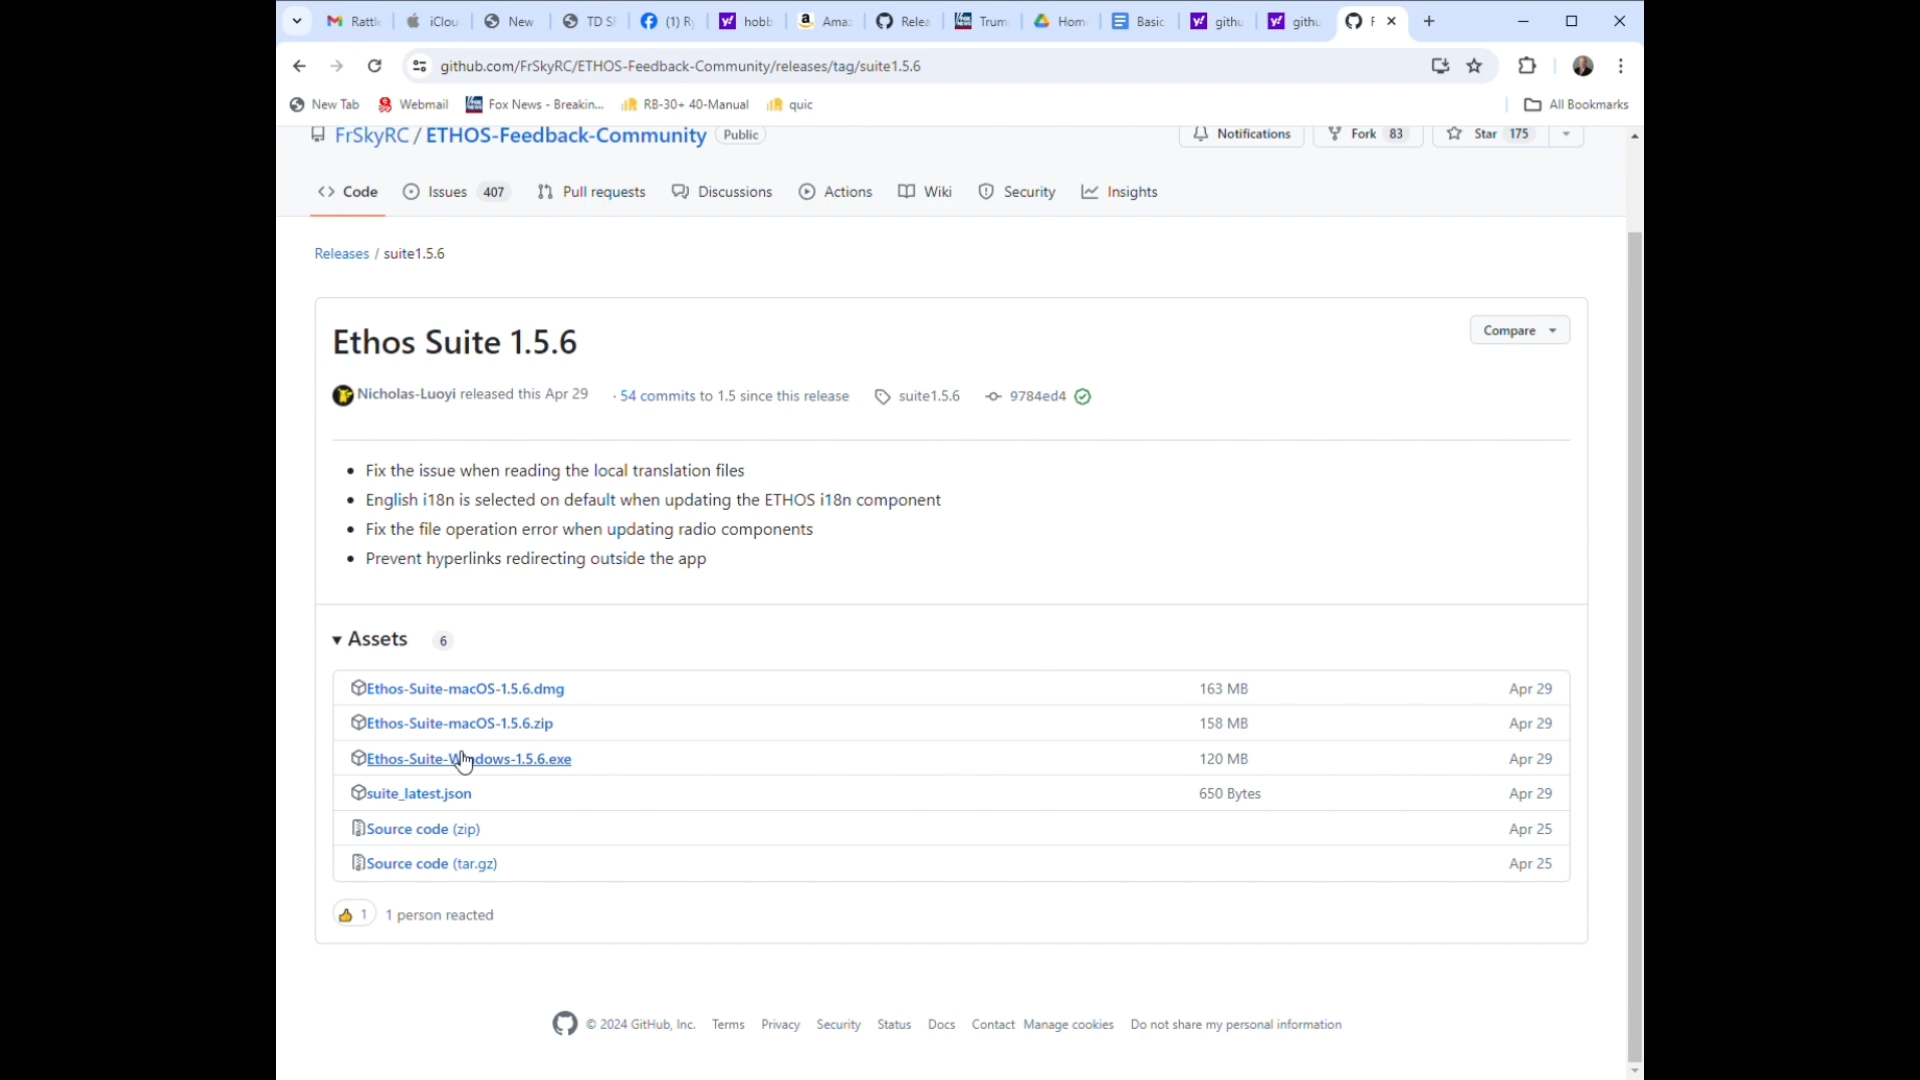 Rattle iClou New TD S (1) R hobb Ama: Relea Trum Hom Basic githu githu F
github.com/FrSkyRC/ETHOS-Feedback-Community/releases/tag/suite1.5.6
New Tab Webmail Fox News - Breakin... RB-30+ 40-Manual quic All Bookmarks
FrSkyRC / ETHOS-Feedback-Community Public Notifications Fork 83 Star 175
Code Issues 407 Pull requests Discussions Actions Wiki Security Insights
Releases / suite1.5.6
Ethos Suite 1.5.6 Compare
Nicholas-Luoyi released this Apr 29 · 54 commits to 1.5 since this release suite1.5.6 9784ed4
• Fix the issue when reading the local translation files
• English i18n is selected on default when updating the ETHOS i18n component
• Fix the file operation error when updating radio components
• Prevent hyperlinks redirecting outside the app
Assets 6
Ethos-Suite-macOS-1.5.6.dmg 163 MB Apr 29
Ethos-Suite-macOS-1.5.6.zip 158 MB Apr 29
Ethos-Suite-Windows-1.5.6.exe 120 MB Apr 29
suite_latest.json 650 Bytes Apr 29
Source code (zip) Apr 25
Source code (tar.gz) Apr 25
1 1 person reacted
© 2024 GitHub, Inc. Terms Privacy Security Status Docs Contact Manage cookies Do not share my personal information